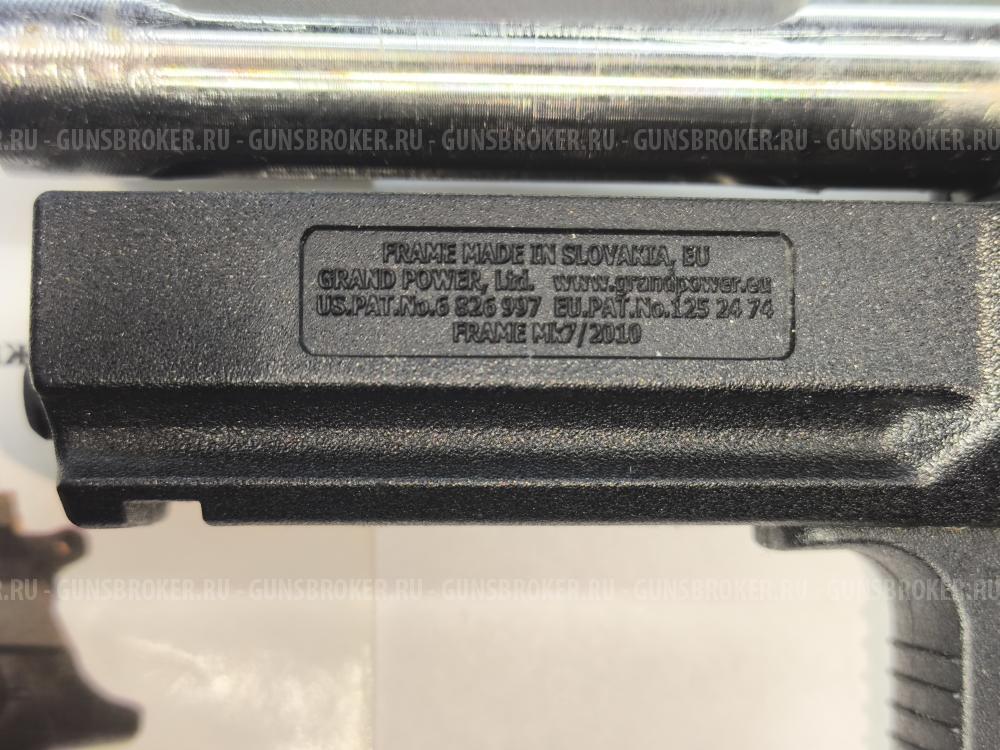 R.RU - GUNSBROKER.RU - GUNSBROKER.RU - GUNSBROKER.RU - GUNSBROKER.RU - GUNSBROKER.RU
FRAME MADE IN SLOVAKIA, EU
GRAND POWER, Ltd. www.grandpower.eu
US.PAT.No.6 826 997 EU.PAT.No.125 24 74
FRAME Mk7/2010
R.RU - GUNSBROKER.RU - GUNSBROKER.RU - GUNSBROKER.RU - GUNSBROKER.RU - GUNSBROKER.RU